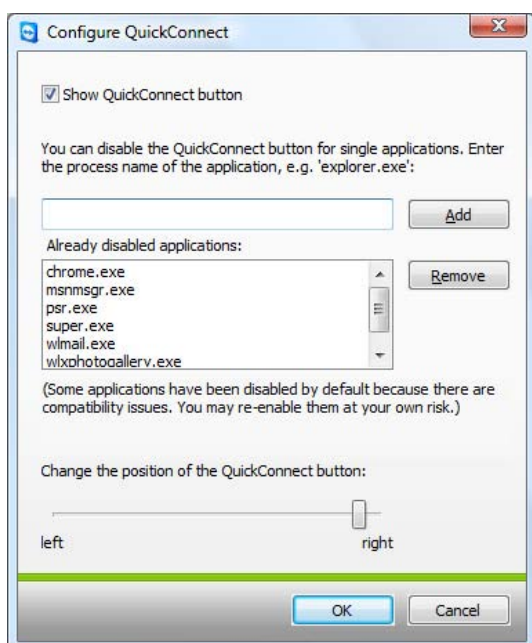 Configure QuickConnect
Show QuickConnect button
You can disable the QuickConnect button for single applications. Enter
the process name of the application, e.g. 'explorer.exe':
Add
Already disabled applications:
chrome.exe
msnmsgr.exe
Remove
psr.exe
super.exe
wlmail.exe
wlxphotogallery.exe
(Some applications have been disabled by default because there are
compatibility issues. You may re-enable them at your own risk.)
Change the position of the QuickConnect button:
left right
OK Cancel